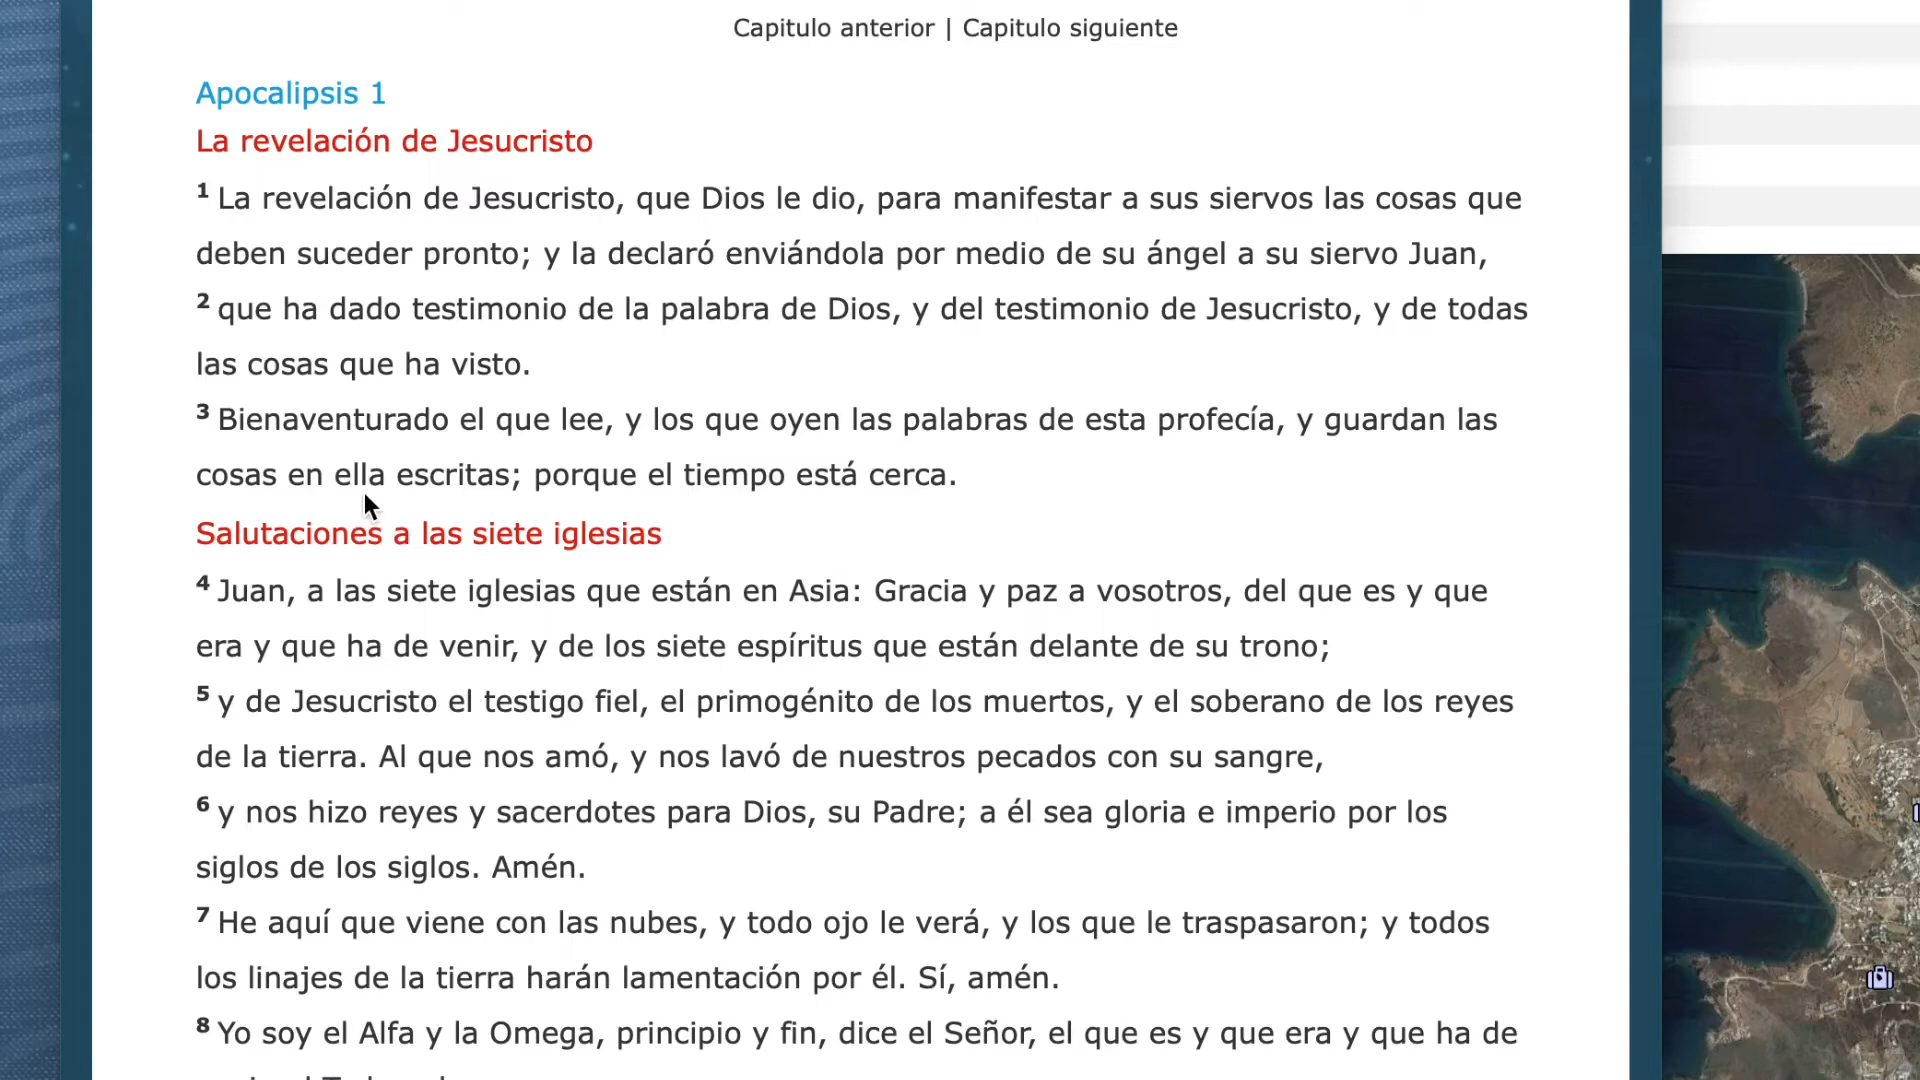 Capitulo anterior | Capitulo siguiente
Apocalipsis 1
La revelación de Jesucristo
1 La revelación de Jesucristo, que Dios le dio, para manifestar a sus siervos las cosas que
deben suceder pronto; y la declaró enviándola por medio de su ángel a su siervo Juan,
2 que ha dado testimonio de la palabra de Dios, y del testimonio de Jesucristo, y de todas
las cosas que ha visto.
3 Bienaventurado el que lee, y los que oyen las palabras de esta profecía, y guardan las
cosas en ella escritas; porque el tiempo está cerca.
Salutaciones a las siete iglesias
4 Juan, a las siete iglesias que están en Asia: Gracia y paz a vosotros, del que es y que
era y que ha de venir, y de los siete espíritus que están delante de su trono;
5 y de Jesucristo el testigo fiel, el primogénito de los muertos, y el soberano de los reyes
de la tierra. Al que nos amó, y nos lavó de nuestros pecados con su sangre,
6 y nos hizo reyes y sacerdotes para Dios, su Padre; a él sea gloria e imperio por los
siglos de los siglos. Amén.
7 He aquí que viene con las nubes, y todo ojo le verá, y los que le traspasaron; y todos
los linajes de la tierra harán lamentación por él. Sí, amén.
8 Yo soy el Alfa y la Omega, principio y fin, dice el Señor, el que es y que era y que ha de